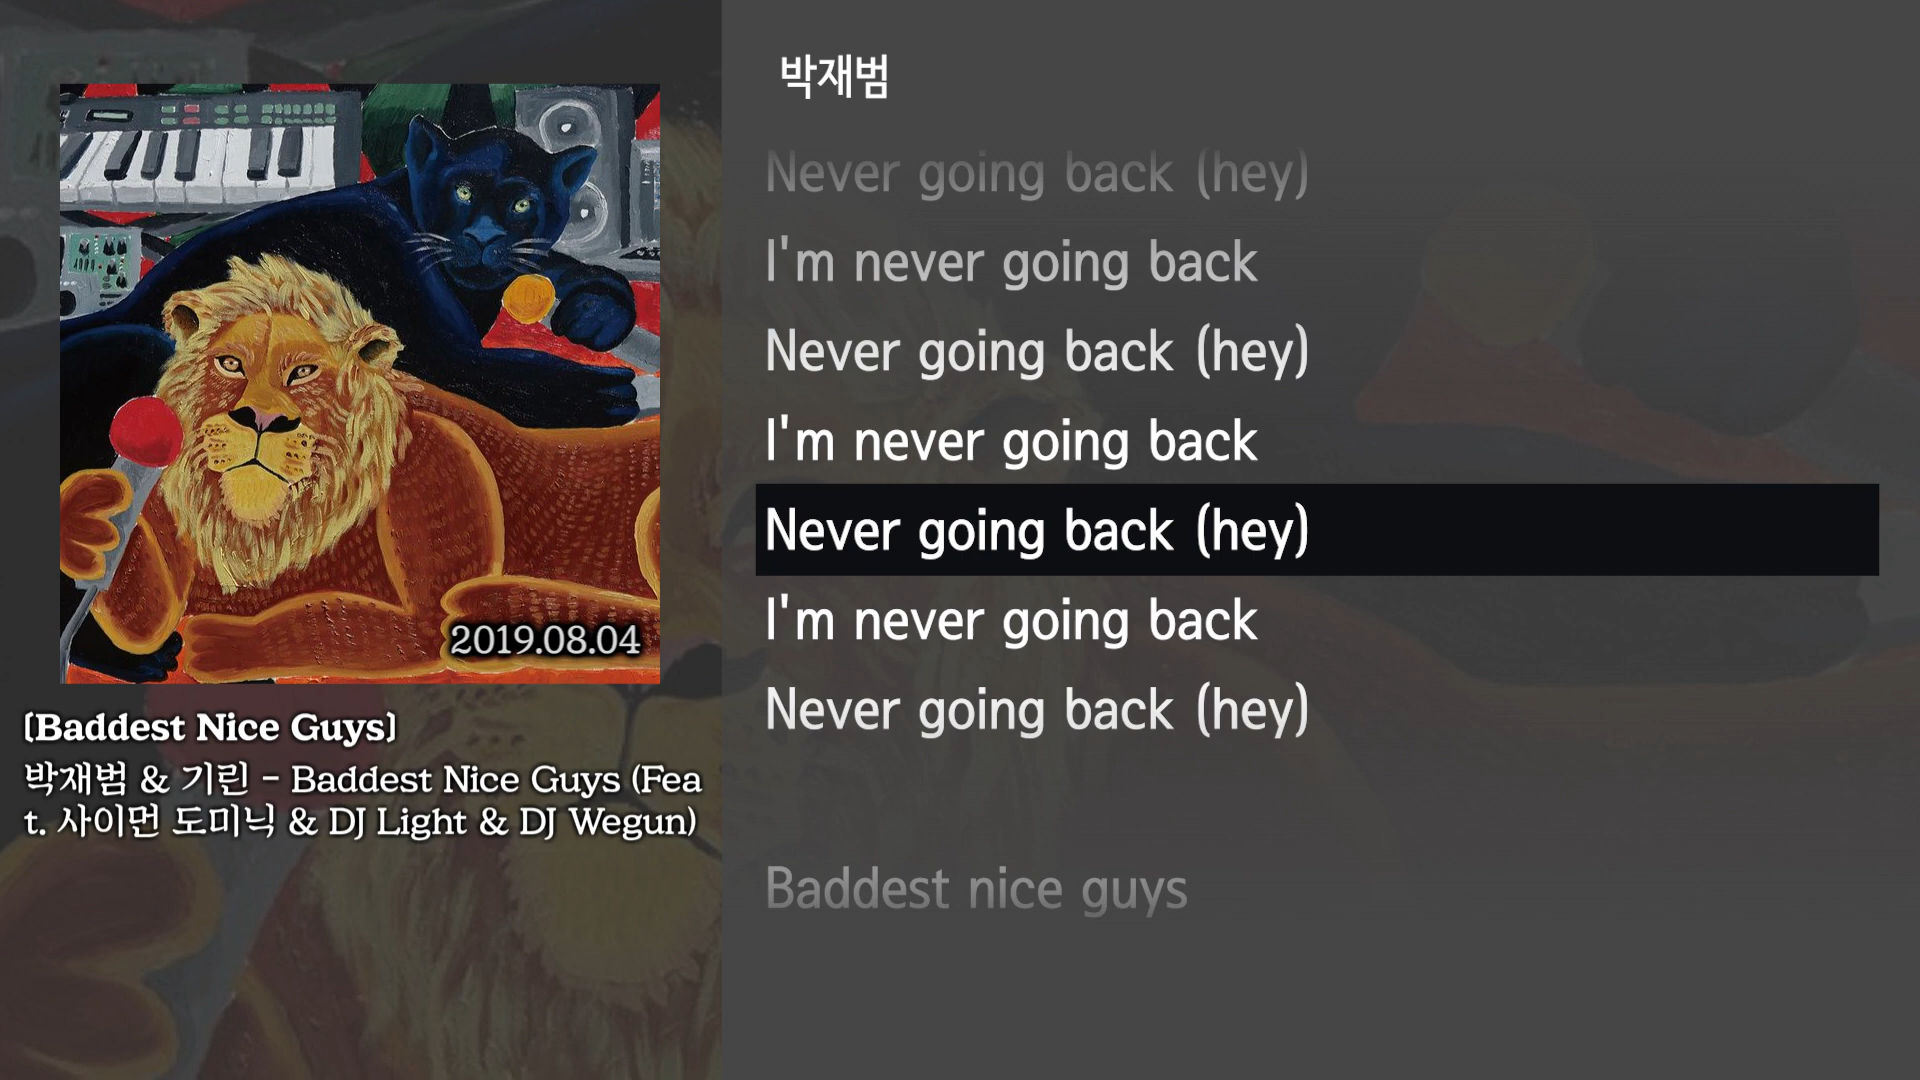 2019.08.04
[Baddest Nice Guys]
박재범 & 기린 - Baddest Nice Guys (Fea
t. 사이먼 도미닉 & DJ Light & DJ Wegun)
박재범
Never going back (hey)
I'm never going back
Never going back (hey)
I'm never going back
Never going back (hey)
I'm never going back
Never going back (hey)
Baddest nice guys